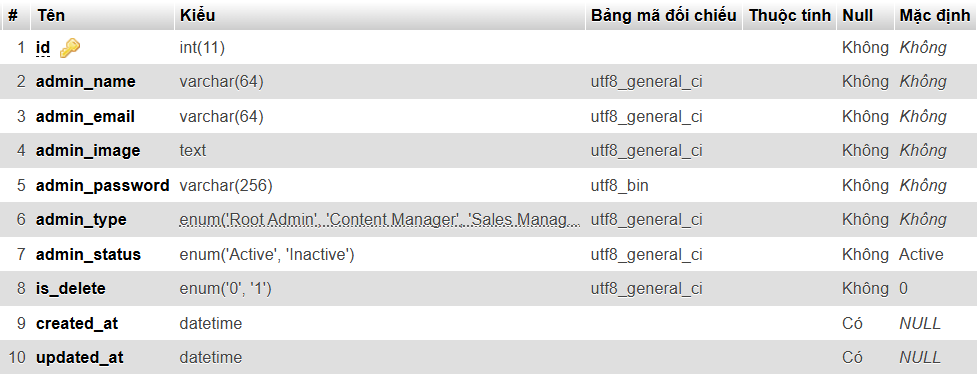 # Tên Kiểu Bảng mã đối chiếu Thuộc tính Null Mặc định
1 id int(11) Không Không
2 admin_name varchar(64) utf8_general_ci Không Không
3 admin_email varchar(64) utf8_general_ci Không Không
4 admin_image text utf8_general_ci Không Không
5 admin_password varchar(256) utf8_bin Không Không
6 admin_type enum('Root Admin', 'Content Manager', 'Sales Manag... utf8_general_ci Không Không
7 admin_status enum('Active', 'Inactive') utf8_general_ci Không Active
8 is_delete enum('0', '1') utf8_general_ci Không 0
9 created_at datetime Có NULL
10 updated_at datetime Có NULL